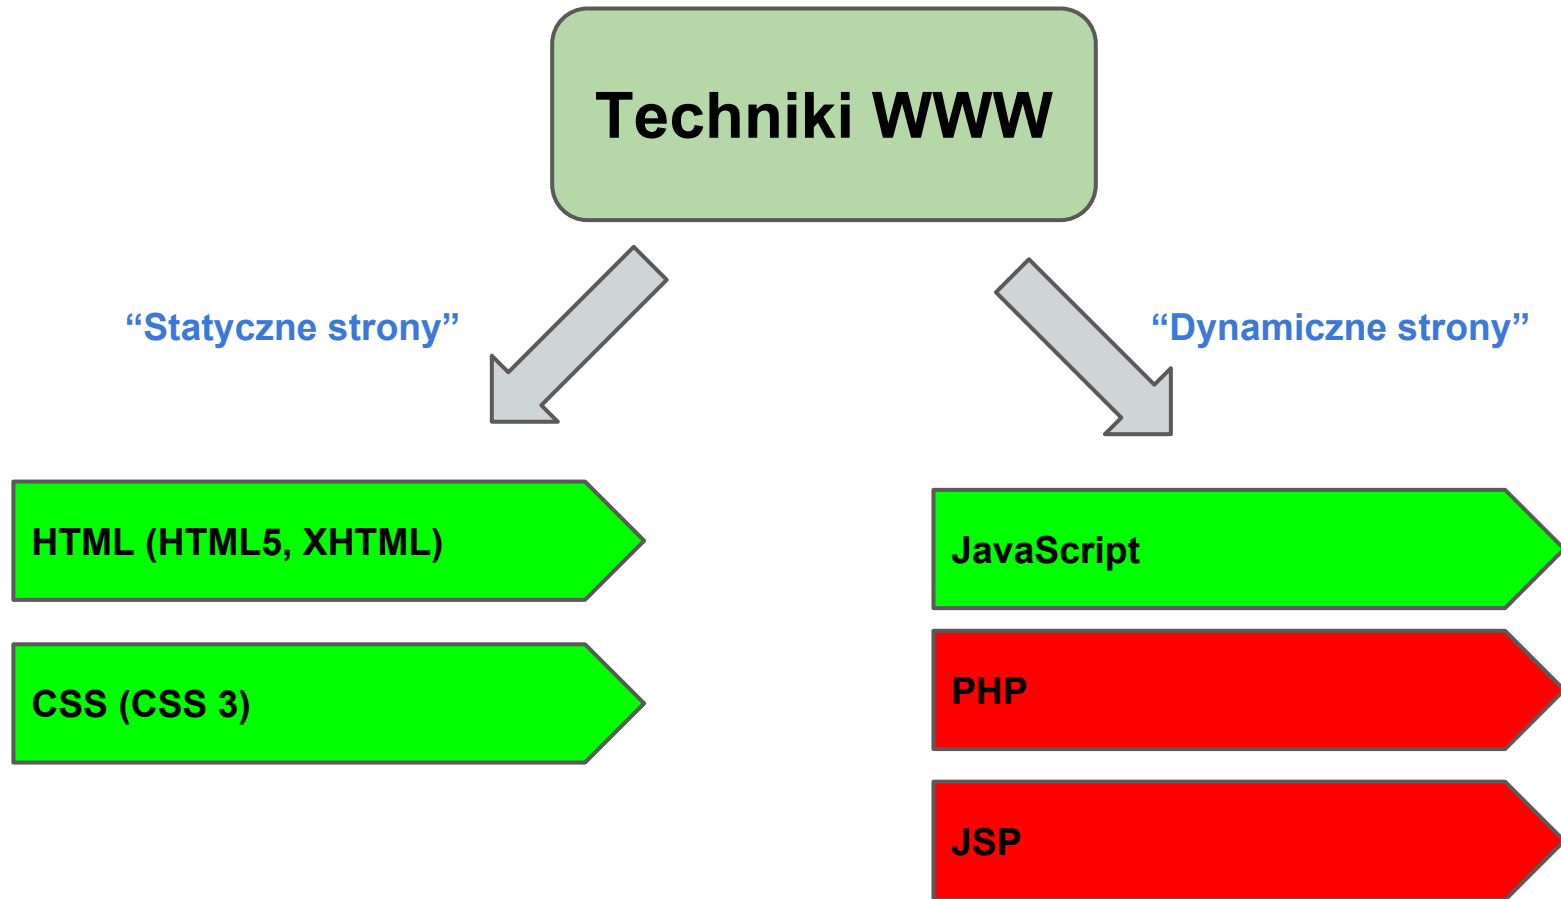 Techniki WWW
“Statyczne strony”
“Dynamiczne strony”
HTML (HTML5, XHTML)
CSS (CSS 3)
JavaScript
PHP
JSP